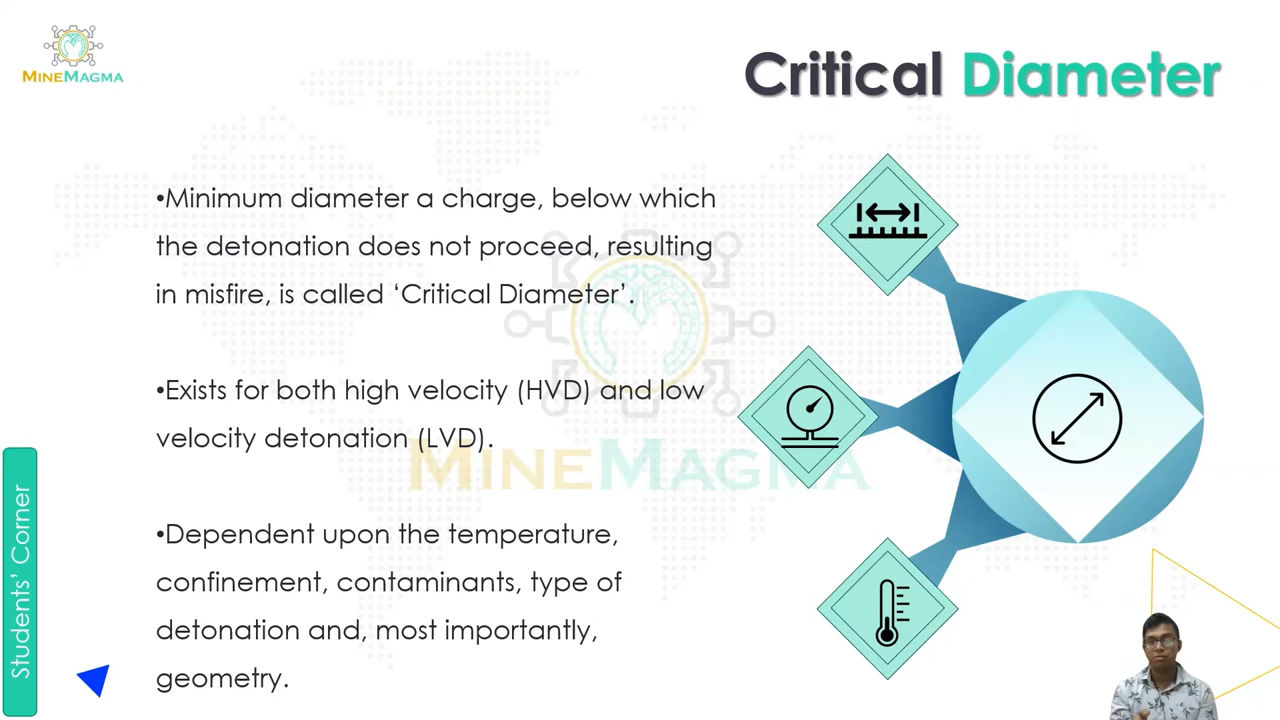 MINEMAGMA
Critical Diameter
•Minimum diameter a charge, below which
the detonation does not proceed, resulting
in misfire, is called ‘Critical Diameter’.
•Exists for both high velocity (HVD) and low
velocity detonation (LVD).
•Dependent upon the temperature,
confinement, contaminants, type of
detonation and, most importantly,
geometry.
MINEMAGMA
Students’ Corner